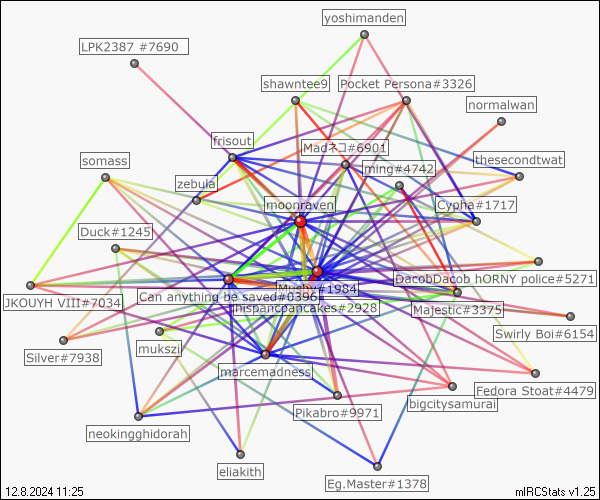 yoshimanden
LPK2387 #7690
shawntee9
Pocket Persona#3326
normalwan
frisout
Madネコ#6901
somass
ming#4742
thesecondtwat
zebula
moonraven
Cypha#1717
Duck#1245
DacobDacob hORNY police#5271
Mugby#1984
JKOUYH VIII#7034
Can anything be saved#0396
hispanicpancakes#2928
Majestic#3375
Swirly Boi#6154
mukszi
Silver#7938
marcemadness
Fedora Stoat#4479
bigcitysamurai
Pikabro#9971
neokingghidorah
eliakith
Eg.Master#1378
12.8.2024 11:25
mIRCStats v1.25